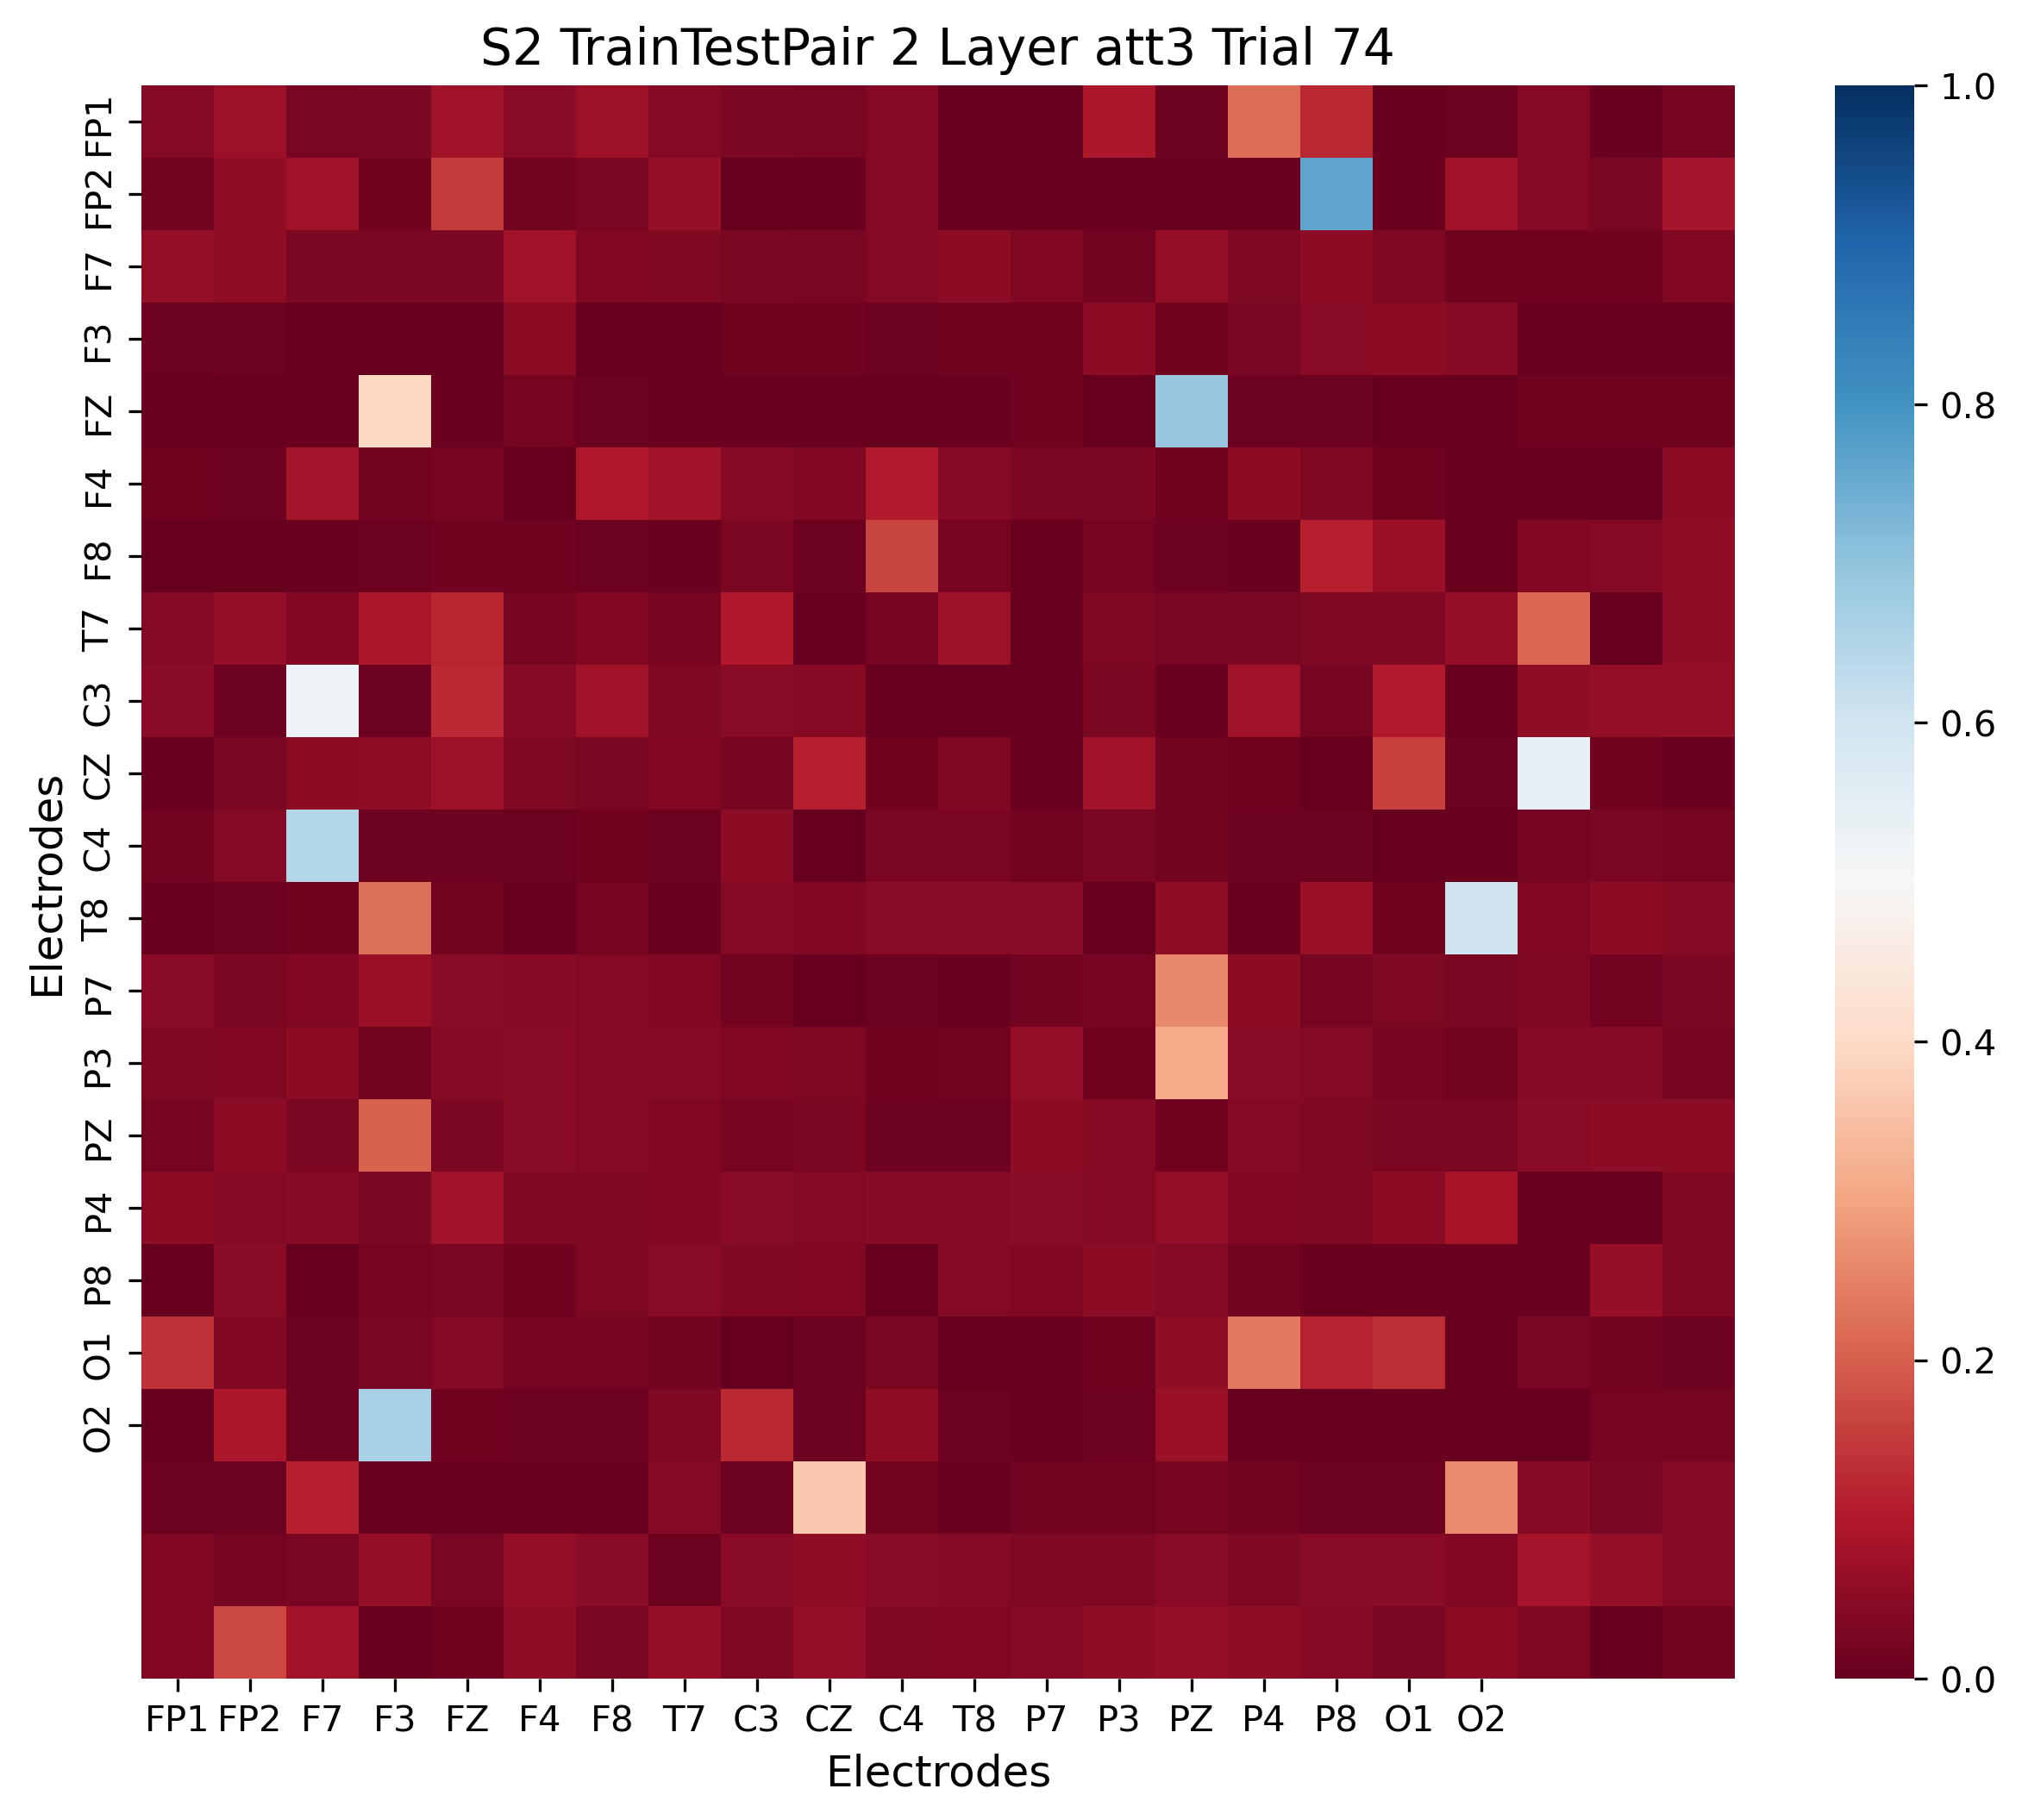 S2 TrainTestPair 2 Layer att3 Trial 74
Electrodes
FP1
FP2
F7
F3
FZ
F4
F8
T7
C3
CZ
C4
T8
P7
P3
PZ
P4
P8
O1
O2
FP1 FP2 F7 F3 FZ F4 F8 T7 C3 CZ C4 T8 P7 P3 PZ P4 P8 O1 O2
Electrodes
1.0
0.8
0.6
0.4
0.2
0.0